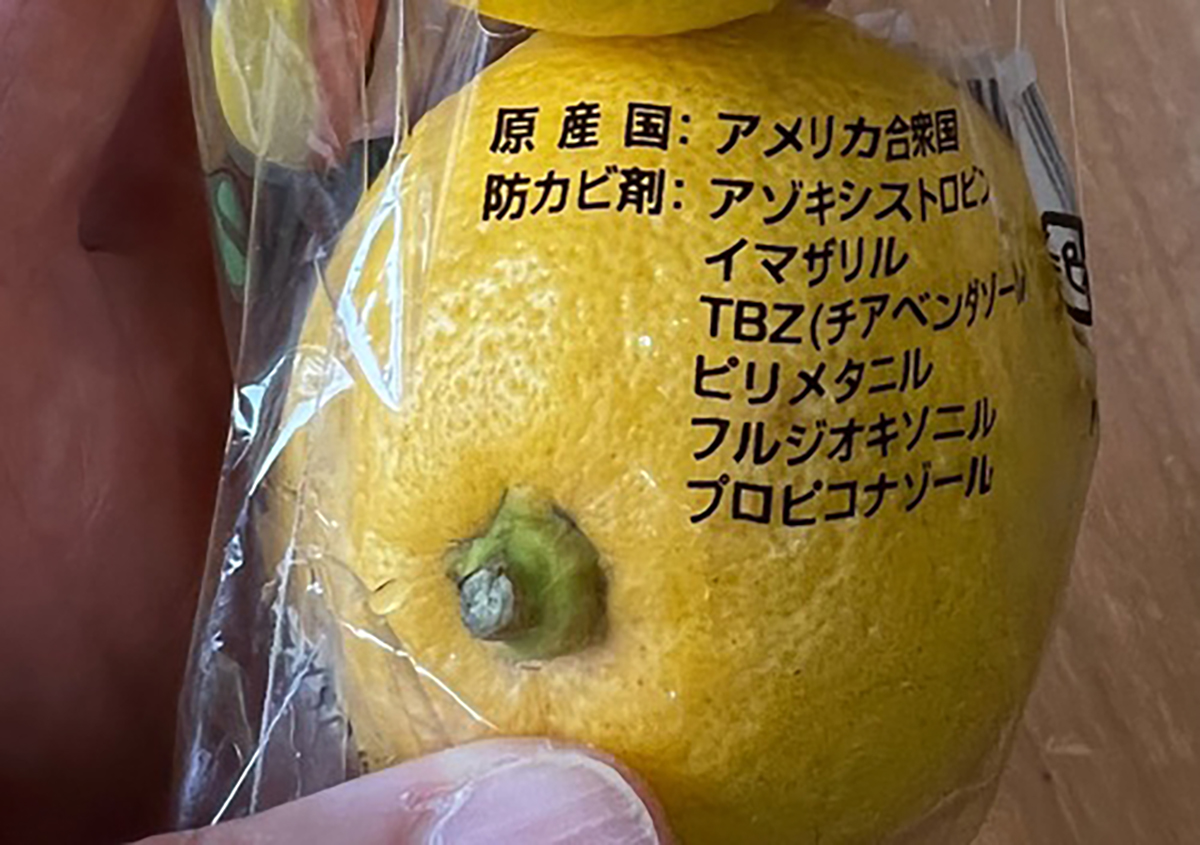 原産国：アメリカ合衆国
防カビ剤：アゾキシストロビン
イマザリル
TBZ(チアベンダゾール
ピリメタニル
フルジオキソニル
プロピコナゾール